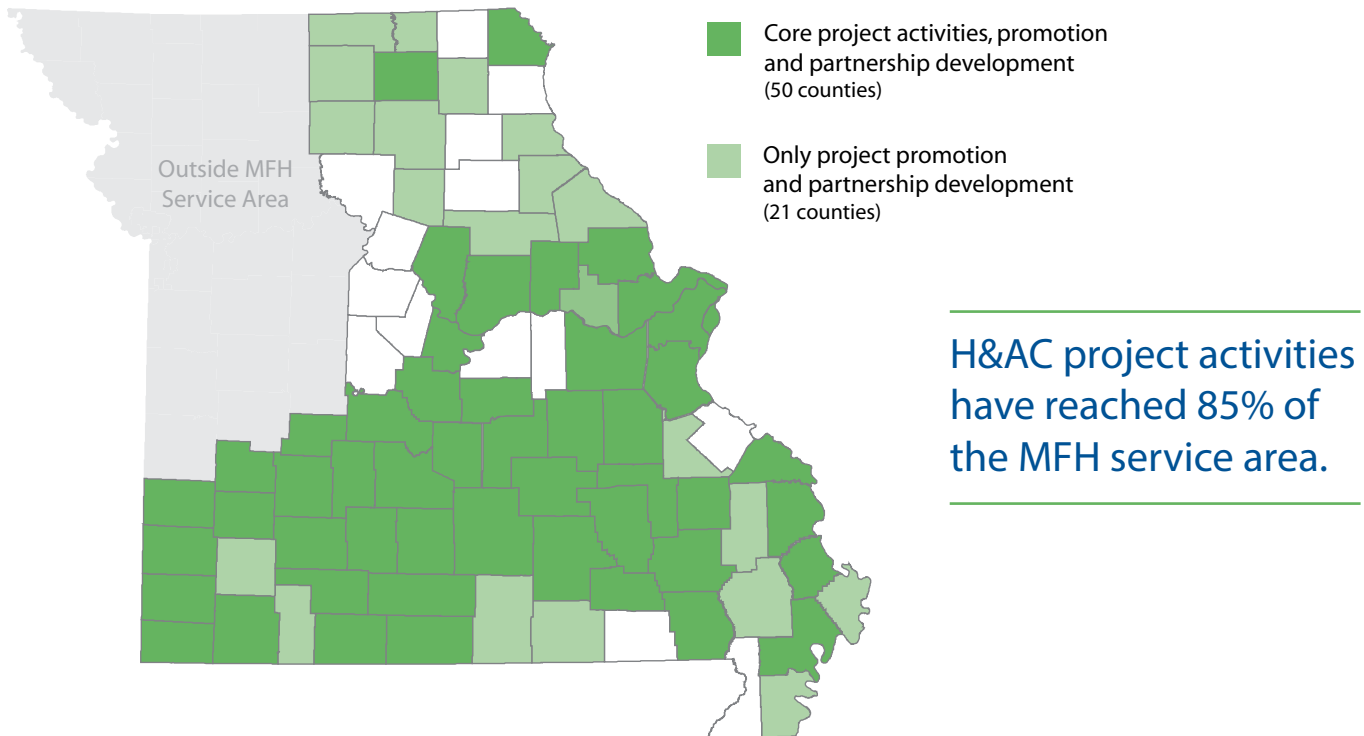 Core project activities, promotion
and partnership development
(50 counties)
Only project promotion
and partnership development
(21 counties)
Outside MFH
Service Area
H&AC project activities
have reached 85% of
the MFH service area.